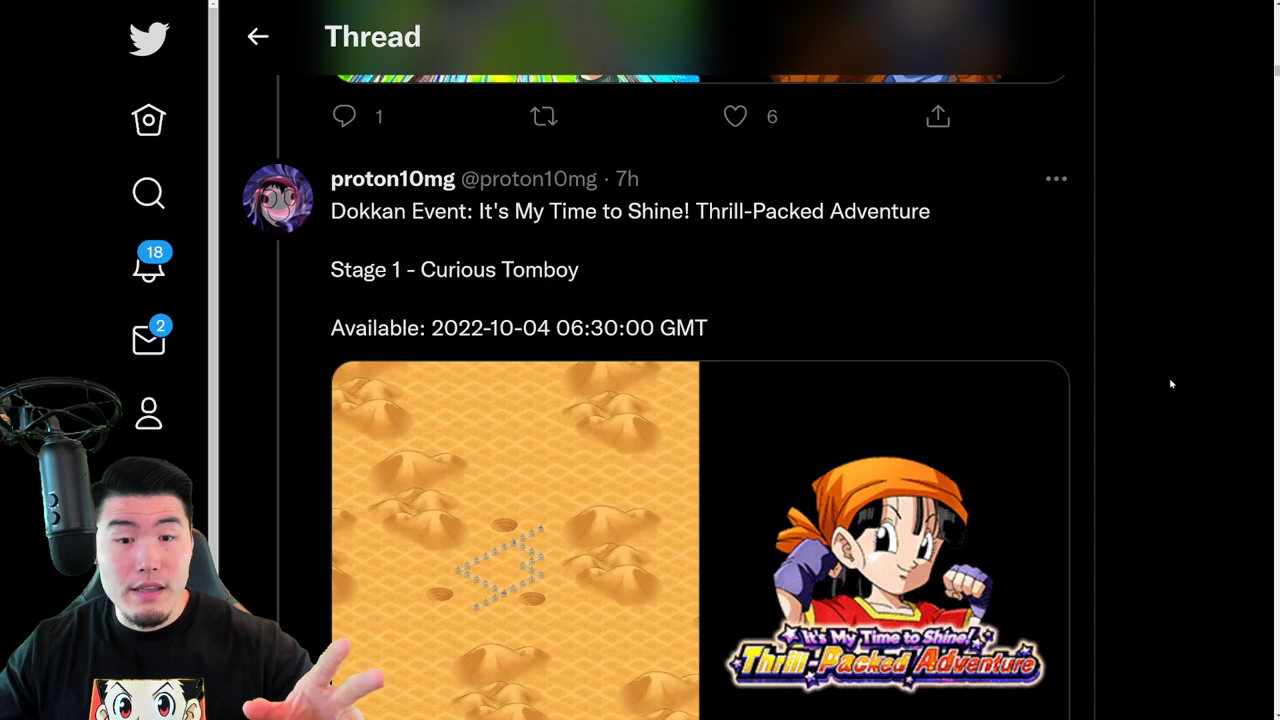 Thread
1
6
proton10mg @proton10mg · 7h
Dokkan Event: It's My Time to Shine! Thrill-Packed Adventure
Stage 1 - Curious Tomboy
Available: 2022-10-04 06:30:00 GMT
18
2
It's My Time to Shine!
Thrill-Packed Adventure